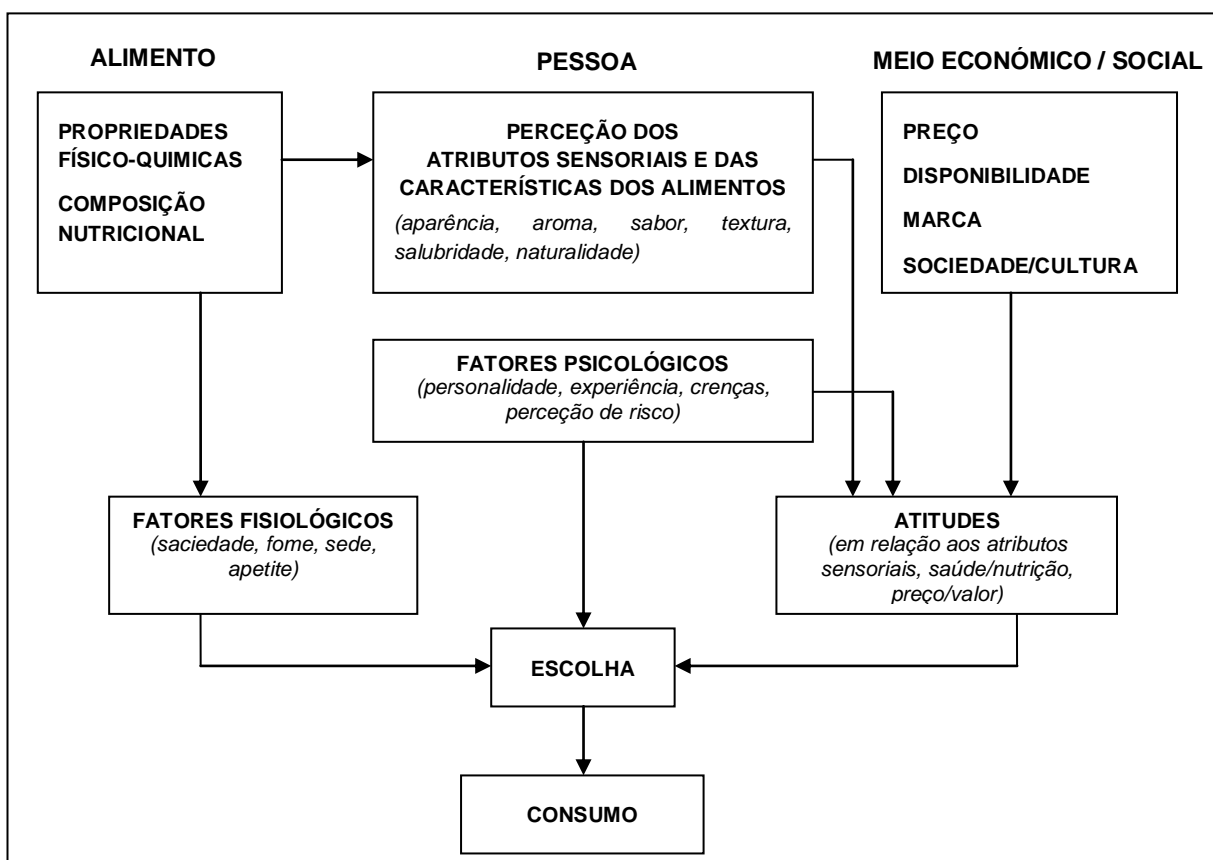 ALIMENTO
PESSOA
MEIO ECONÓMICO / SOCIAL
PROPRIEDADES
FÍSICO-QUIMICAS
COMPOSIÇÃO
NUTRICIONAL
PERCEÇÃO DOS
ATRIBUTOS SENSORIAIS E DAS
CARACTERÍSTICAS DOS ALIMENTOS
(aparência, aroma, sabor, textura,
salubridade, naturalidade)
PREÇO
DISPONIBILIDADE
MARCA
SOCIEDADE/CULTURA
FATORES PSICOLÓGICOS
(personalidade, experiência, crenças,
perceção de risco)
FATORES FISIOLÓGICOS
(saciedade, fome, sede,
apetite)
ATITUDES
(em relação aos atributos
sensoriais, saúde/nutrição,
preço/valor)
ESCOLHA
CONSUMO